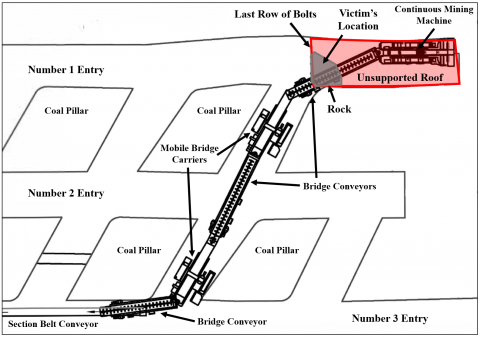 Last Row of Bolts
Victim's
Location
Continuous Mining
Machine
Number 1 Entry
Unsupported Roof
Rock
Coal Pillar
Coal Pillar
Mobile Bridge
Carriers
Bridge Conveyors
Number 2 Entry
Coal Pillar
Coal Pillar
Coal Pillar
Section Belt Conveyor
Bridge Conveyor
Number 3 Entry